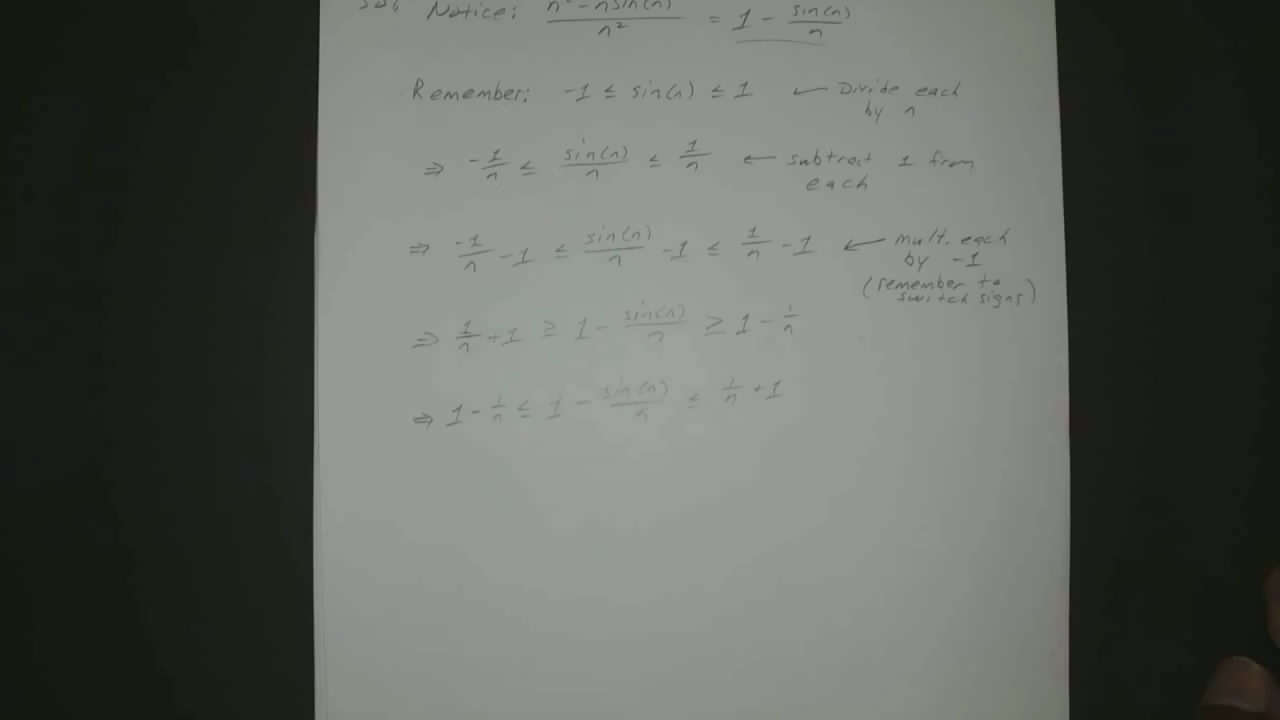 Notice: n² - nsin(n) / n² = 1 - sin(n)/n
Remember: -1 ≤ sin(n) ≤ 1 ← Divide each
by n
⇒ -1/n ≤ sin(n)/n ≤ 1/n ← subtract 1 from
each
⇒ -1/n - 1 ≤ sin(n)/n - 1 ≤ 1/n - 1 ← mult. each
by -1
(remember to
switch signs)
⇒ 1/n + 1 ≥ 1 - sin(n)/n ≥ 1 - 1/n
⇒ 1 - 1/n ≤ 1 - sin(n)/n ≤ 1/n + 1